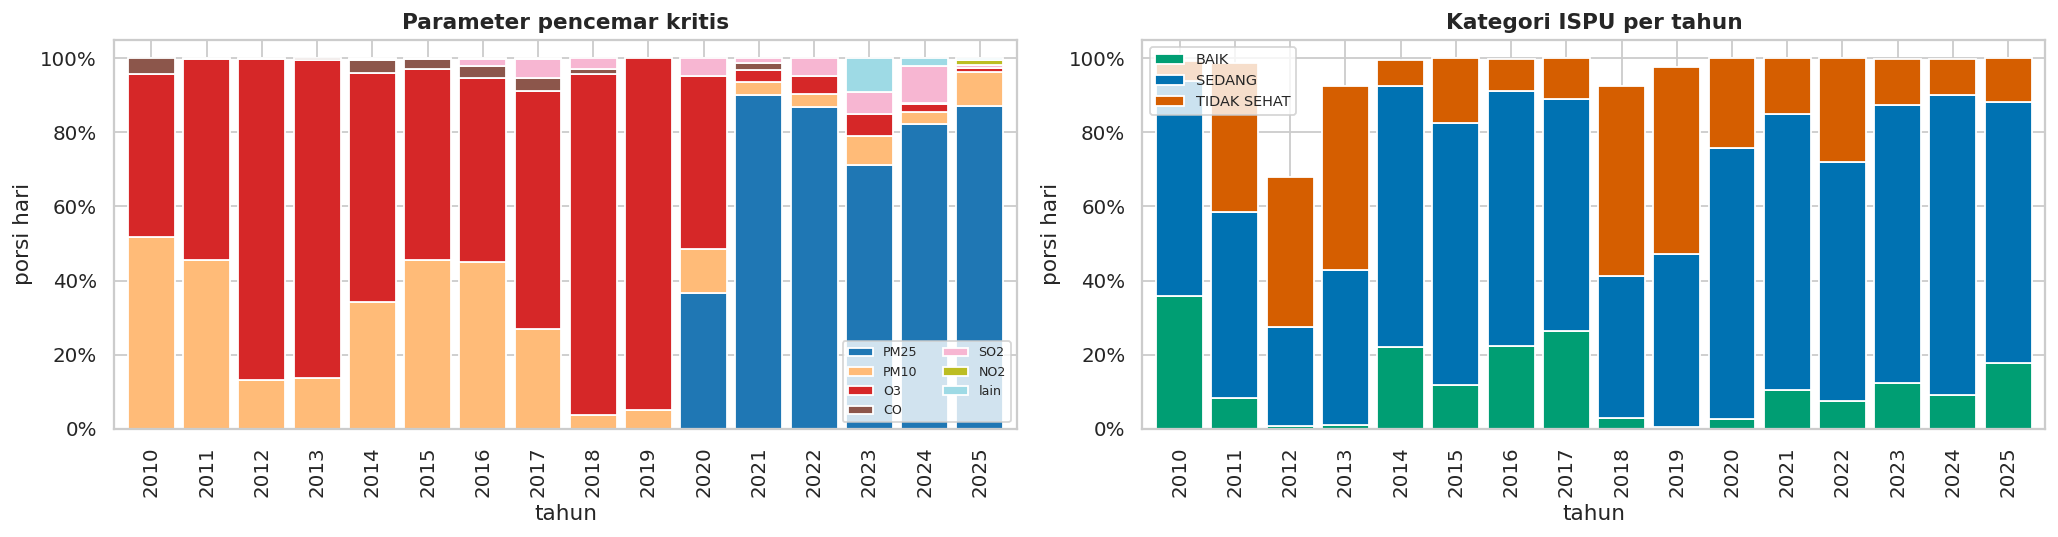 Parameter pencemar kritis
porsi hari
100%
80%
60%
40%
20%
0%
PM25
PM10
O3
CO
SO2
NO2
lain
2010
2011
2012
2013
2014
2015
2016
2017
2018
2019
2020
2021
2022
2023
2024
2025
tahun
Kategori ISPU per tahun
porsi hari
100%
80%
60%
40%
20%
0%
BAIK
SEDANG
TIDAK SEHAT
2010
2011
2012
2013
2014
2015
2016
2017
2018
2019
2020
2021
2022
2023
2024
2025
tahun